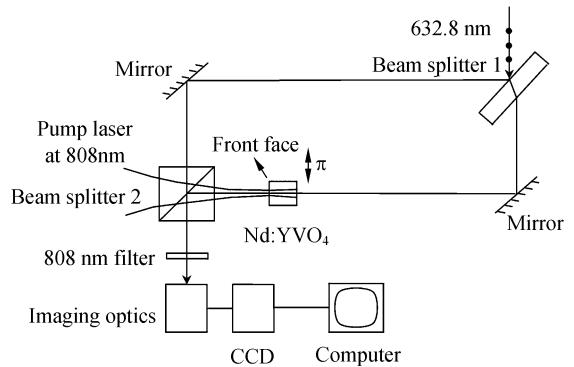 632.8 nm
Beam splitter 1
Mirror
Pump laser
at 808nm
Front face
π
Beam splitter 2
Mirror
Nd:YVO₄
808 nm filter
Imaging optics
CCD
Computer